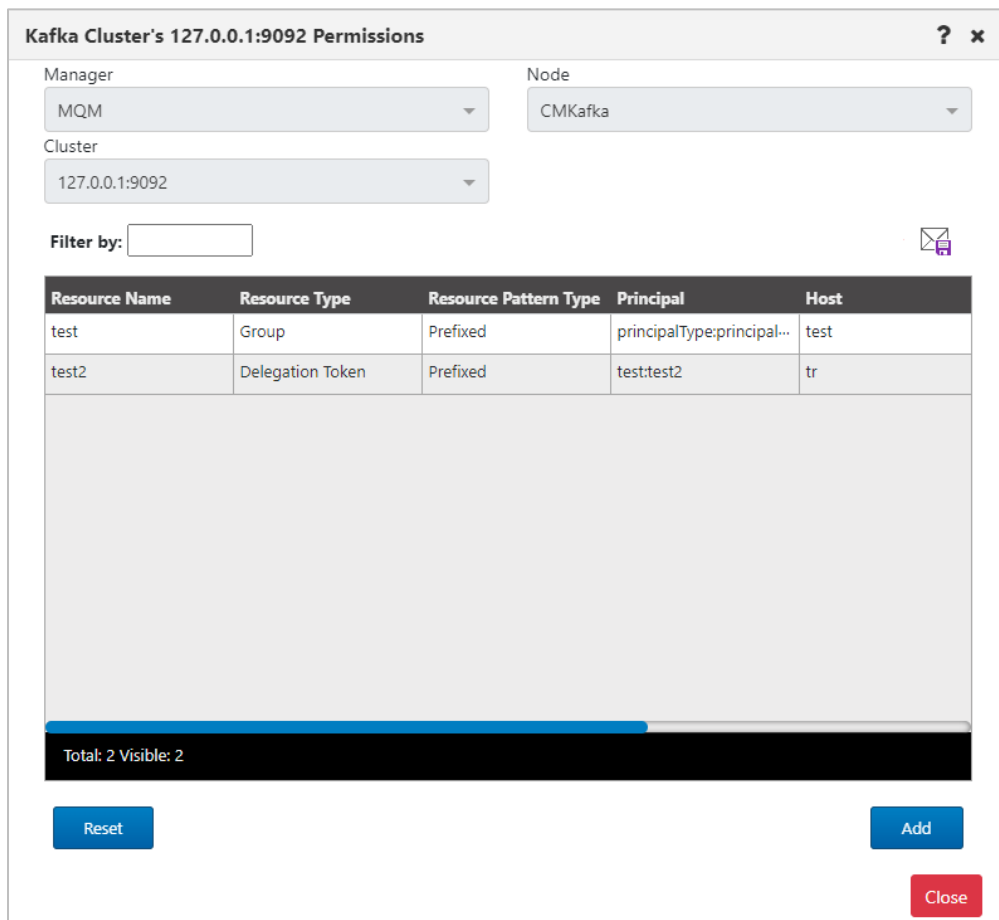 Kafka Cluster's 127.0.0.1:9092 Permissions ? ×
Manager Node
MQM CMKafka
Cluster
127.0.0.1:9092
Filter by:
Resource Name Resource Type Resource Pattern Type Principal Host
test Group Prefixed principalType:principal... test
test2 Delegation Token Prefixed test:test2 tr
Total: 2 Visible: 2
Reset Add
Close